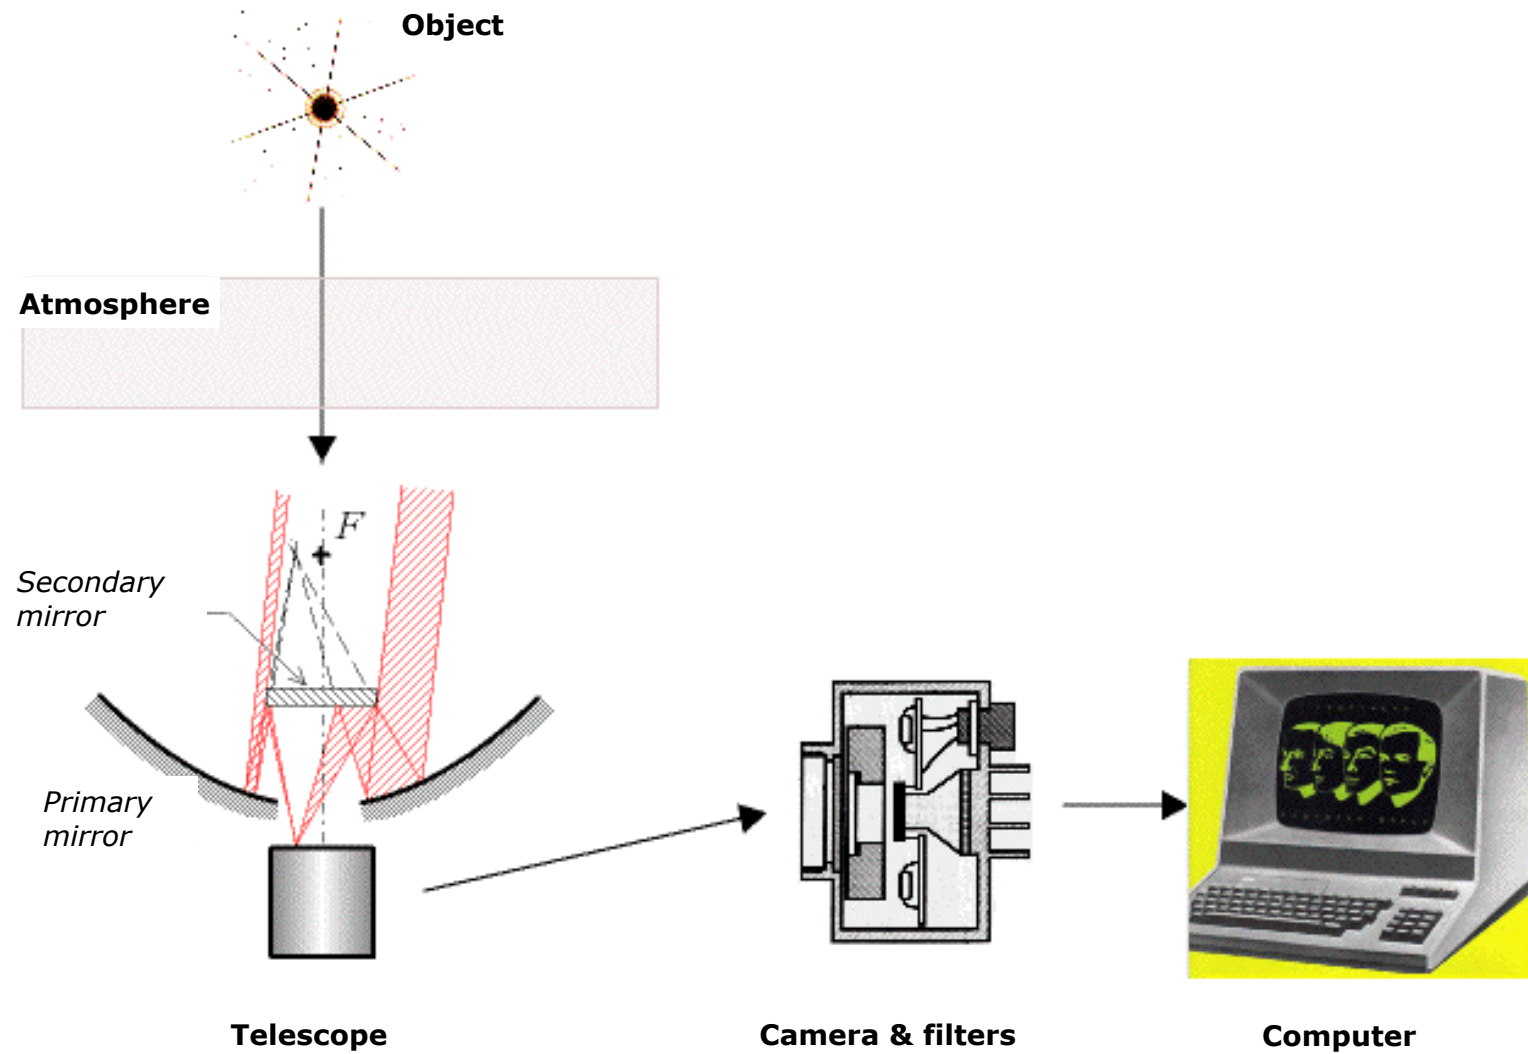 Object
Atmosphere
F
Secondary
mirror
Primary
mirror
Telescope
Camera & filters
Computer